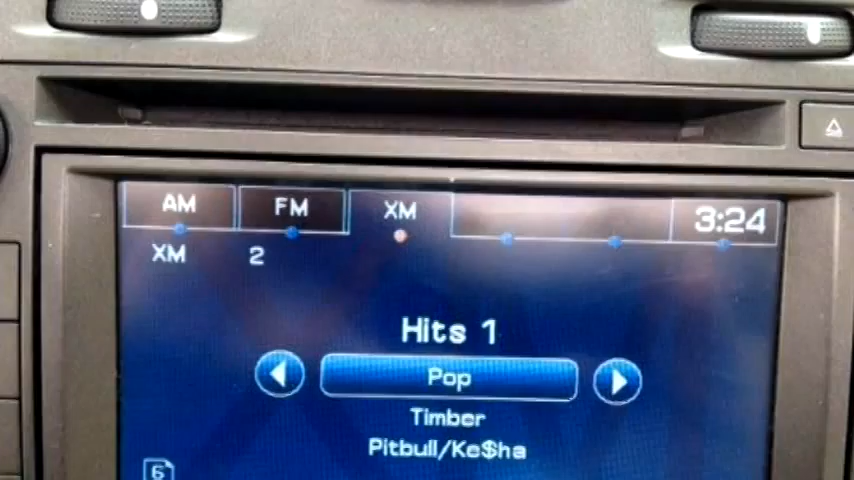 AM FM XM 3:24
XM 2
Hits 1
Pop
Timber
Pitbull/Ke$ha
6